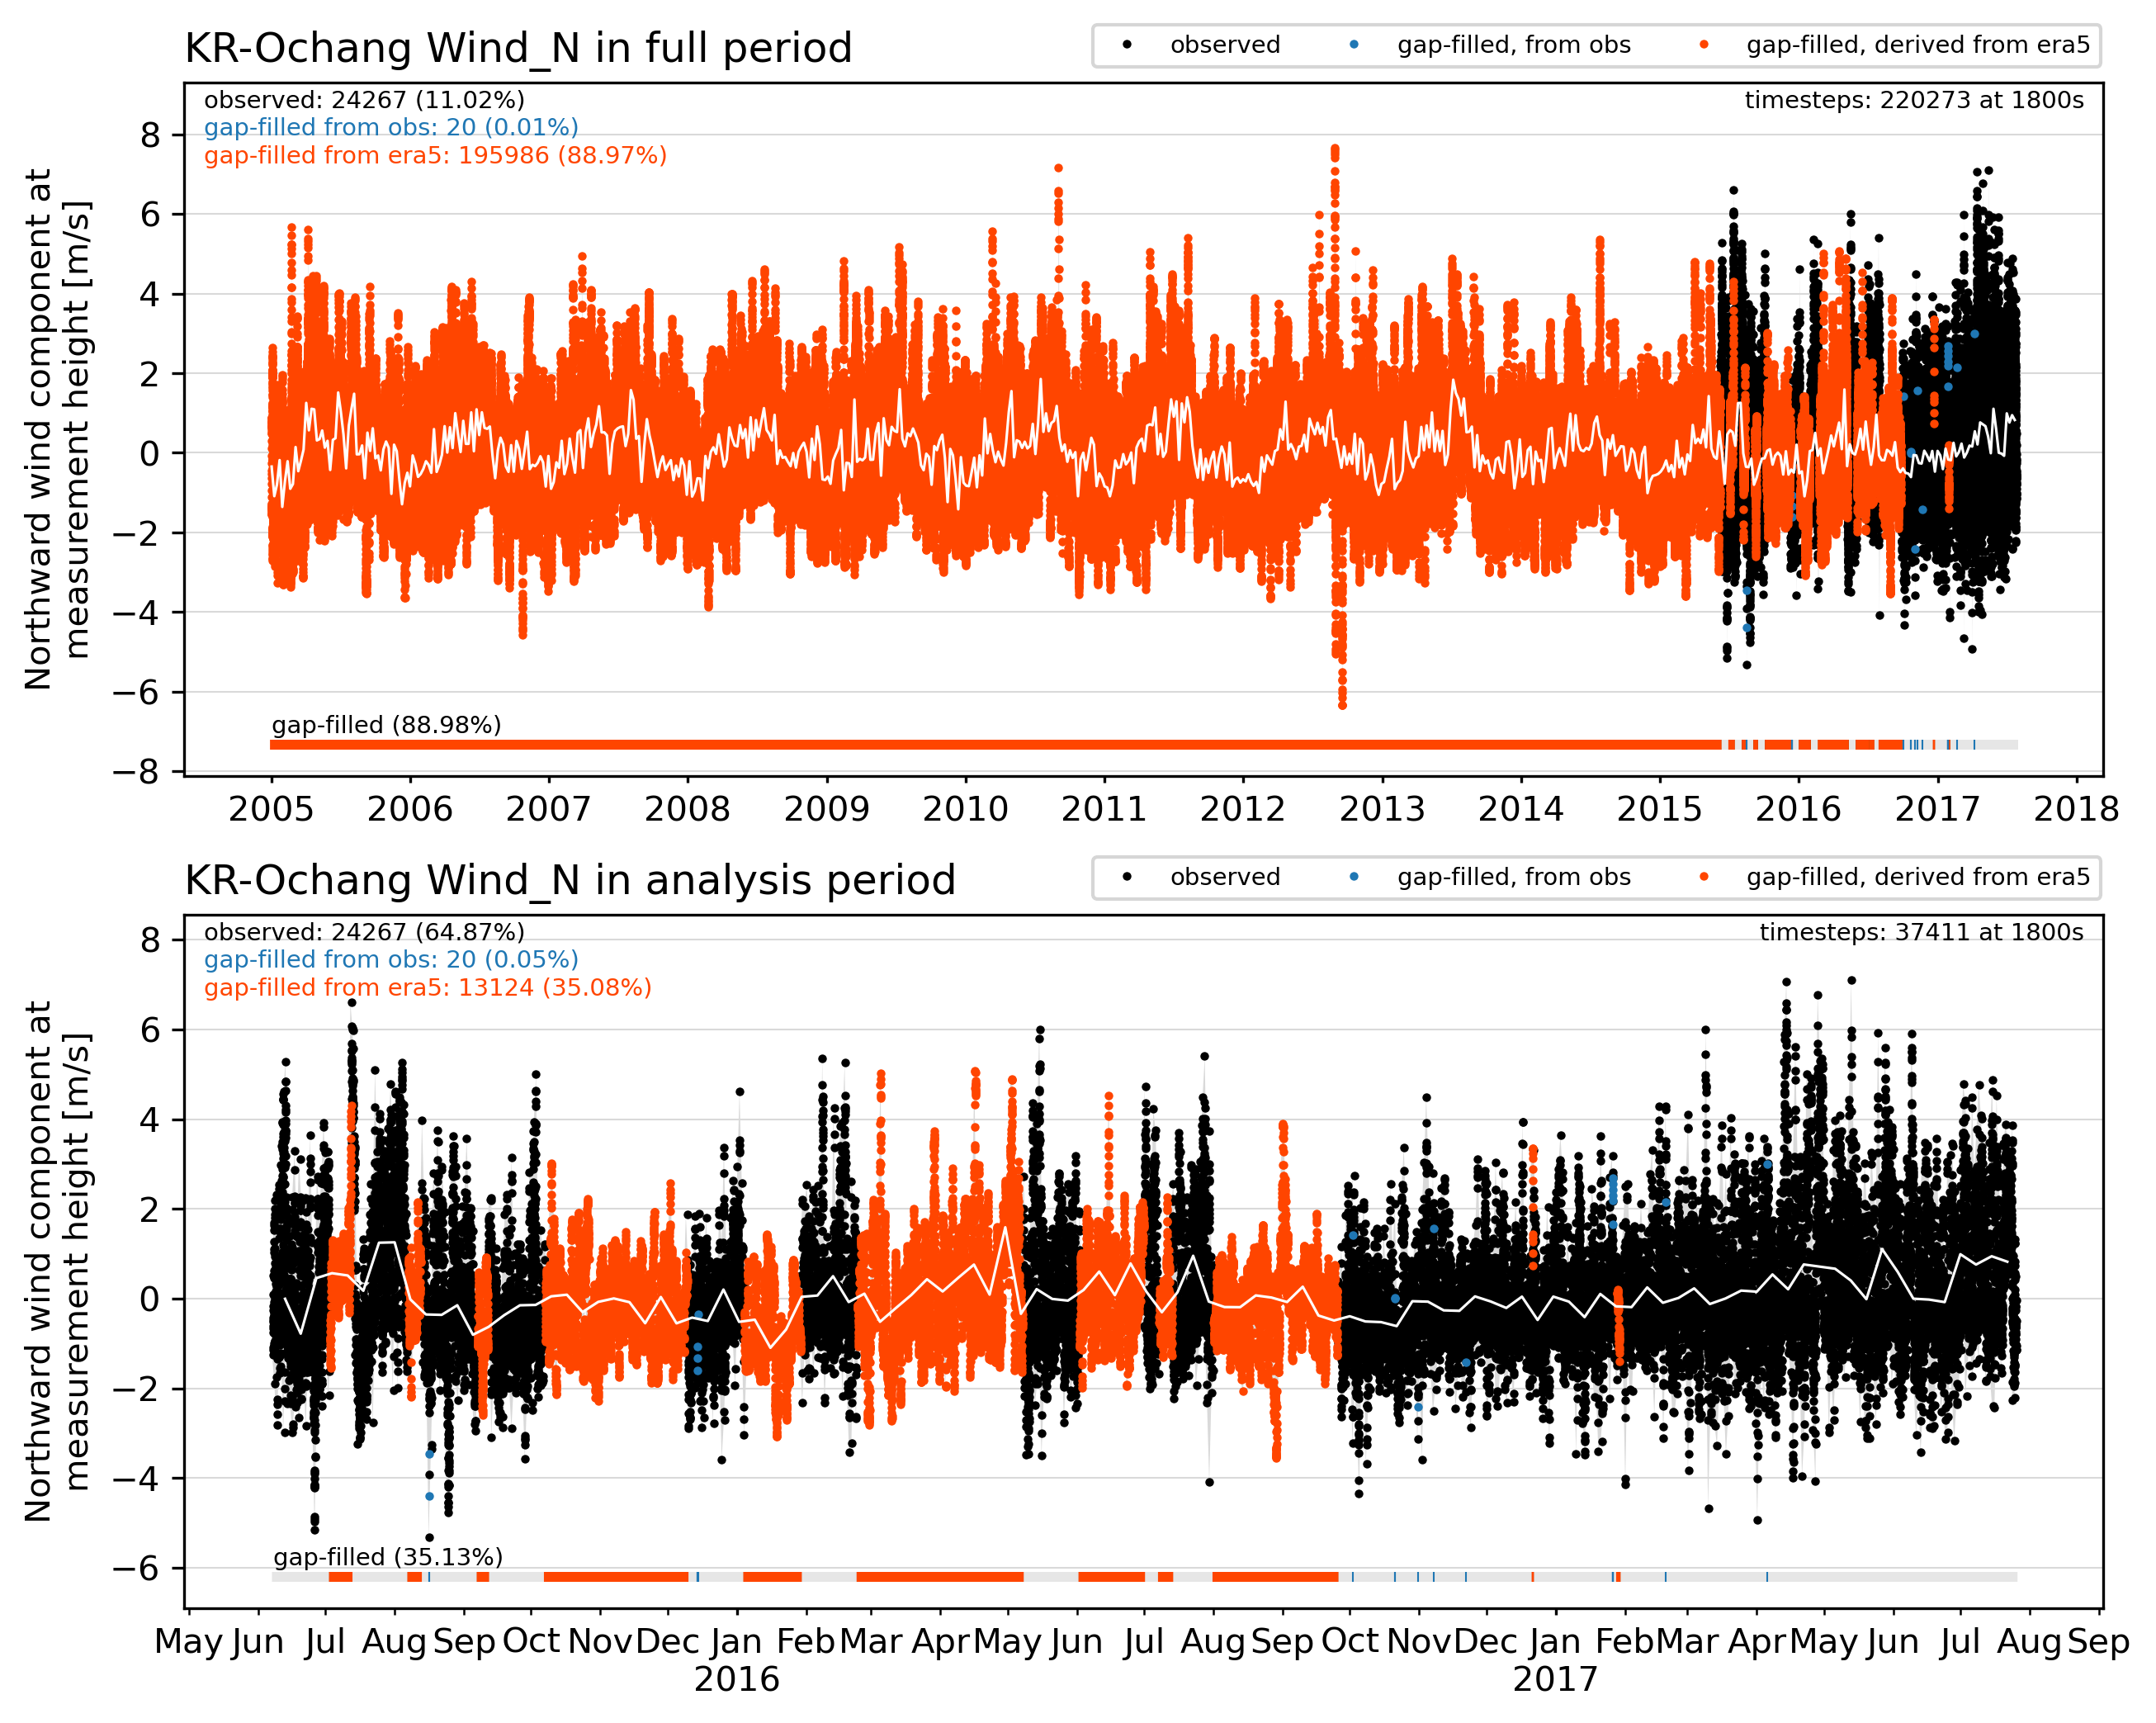 KR-Ochang Wind_N in full period
observed
gap-filled, from obs
gap-filled, derived from era5
observed: 24267 (11.02%)
gap-filled from obs: 20 (0.01%)
gap-filled from era5: 195986 (88.97%)
timesteps: 220273 at 1800s
Northward wind component at
measurement height [m/s]
8
6
4
2
0
−2
−4
−6
−8
gap-filled (88.98%)
2005 2006 2007 2008 2009 2010 2011 2012 2013 2014 2015 2016 2017 2018
KR-Ochang Wind_N in analysis period
observed
gap-filled, from obs
gap-filled, derived from era5
observed: 24267 (64.87%)
gap-filled from obs: 20 (0.05%)
gap-filled from era5: 13124 (35.08%)
timesteps: 37411 at 1800s
Northward wind component at
measurement height [m/s]
8
6
4
2
0
−2
−4
−6
gap-filled (35.13%)
May Jun Jul Aug Sep Oct Nov Dec Jan Feb Mar Apr May Jun Jul Aug Sep Oct Nov Dec Jan Feb Mar Apr May Jun Jul Aug Sep
2016 2017